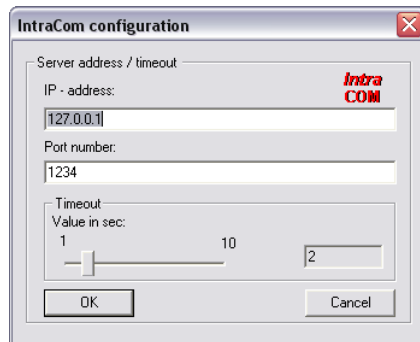 IntraCom configuration
Server address / timeout
Intra
COM
IP - address:
127.0.0.1
Port number:
1234
Timeout
Value in sec:
1
10
2
OK
Cancel